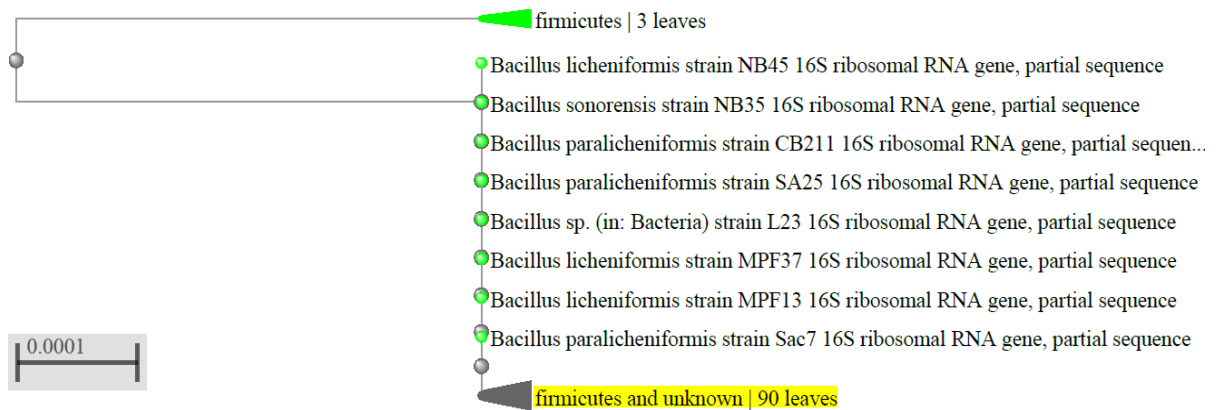 firmicutes | 3 leaves
Bacillus licheniformis strain NB45 16S ribosomal RNA gene, partial sequence
Bacillus sonorensis strain NB35 16S ribosomal RNA gene, partial sequence
Bacillus paralicheniformis strain CB211 16S ribosomal RNA gene, partial sequen...
Bacillus paralicheniformis strain SA25 16S ribosomal RNA gene, partial sequence
Bacillus sp. (in: Bacteria) strain L23 16S ribosomal RNA gene, partial sequence
Bacillus licheniformis strain MPF37 16S ribosomal RNA gene, partial sequence
Bacillus licheniformis strain MPF13 16S ribosomal RNA gene, partial sequence
Bacillus paralicheniformis strain Sac7 16S ribosomal RNA gene, partial sequence
0.0001
firmicutes and unknown | 90 leaves